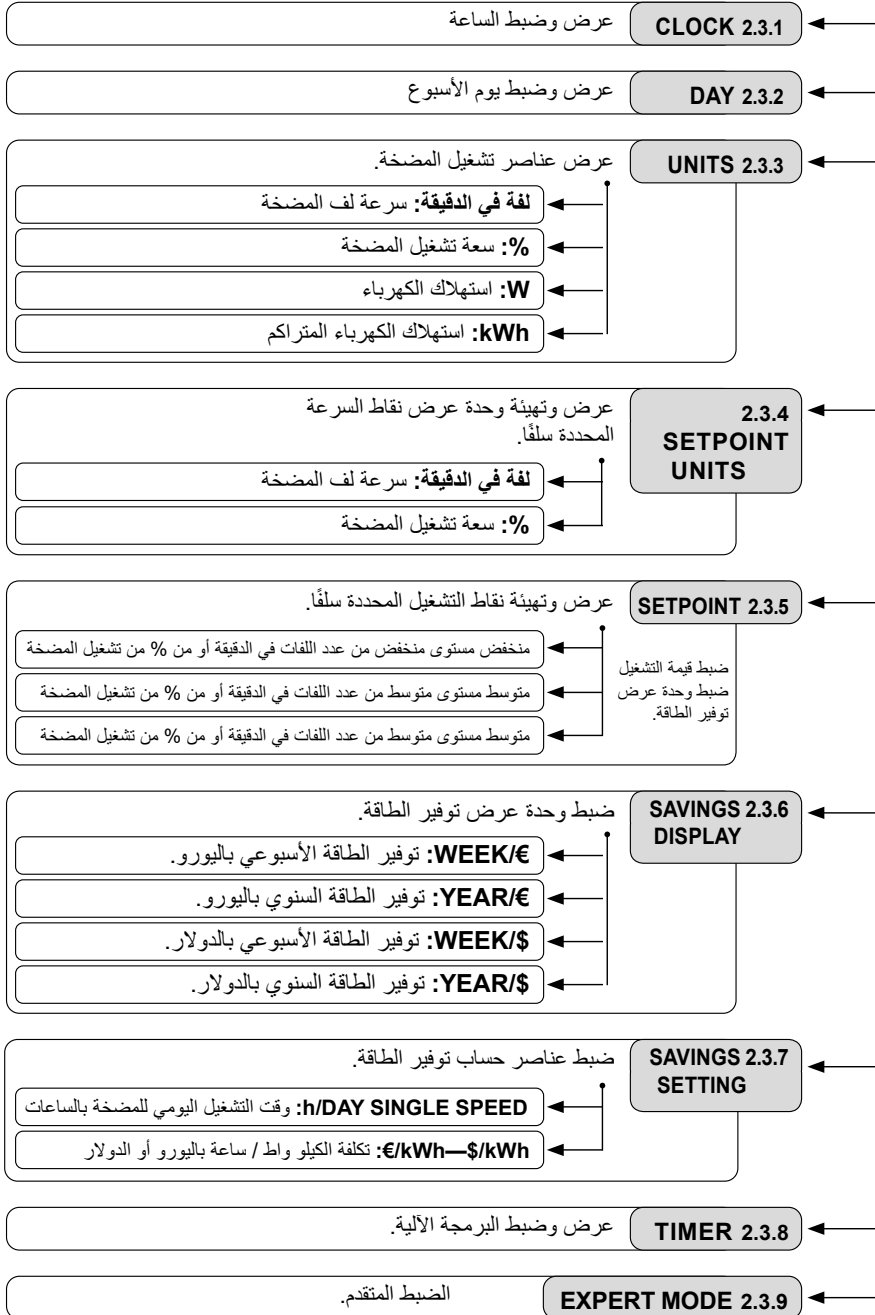 CLOCK 2.3.1
عرض وضبط الساعة
DAY 2.3.2
عرض وضبط يوم الأسبوع
UNITS 2.3.3
عرض عناصر تشغيل المضخة.
لفة في الدقيقة: سرعة لف المضخة
%: سعة تشغيل المضخة
W: استهلاك الكهرباء
kWh: استهلاك الكهرباء المتراكم
2.3.4
SETPOINT
UNITS
عرض وتهيئة وحدة عرض نقاط السرعة
المحددة سلفًا.
لفة في الدقيقة: سرعة لف المضخة
%: سعة تشغيل المضخة
SETPOINT 2.3.5
عرض وتهيئة نقاط التشغيل المحددة سلفًا.
ضبط قيمة التشغيل
ضبط وحدة عرض
توفير الطاقة.
منخفض مستوى منخفض من عدد اللفات في الدقيقة أو من % من تشغيل المضخة
متوسط مستوى متوسط من عدد اللفات في الدقيقة أو من % من تشغيل المضخة
متوسط مستوى متوسط من عدد اللفات في الدقيقة أو من % من تشغيل المضخة
SAVINGS 2.3.6
DISPLAY
ضبط وحدة عرض توفير الطاقة.
WEEK/€: توفير الطاقة الأسبوعي باليورو.
YEAR/€: توفير الطاقة السنوي باليورو.
WEEK/$: توفير الطاقة الأسبوعي بالدولار.
YEAR/$: توفير الطاقة السنوي بالدولار.
SAVINGS 2.3.7
SETTING
ضبط عناصر حساب توفير الطاقة.
h/DAY SINGLE SPEED: وقت التشغيل اليومي للمضخة بالساعات
€/kWh—$/kWh: تكلفة الكيلو واط / ساعة باليورو أو الدولار
TIMER 2.3.8
عرض وضبط البرمجة الآلية.
EXPERT MODE 2.3.9
الضبط المتقدم.